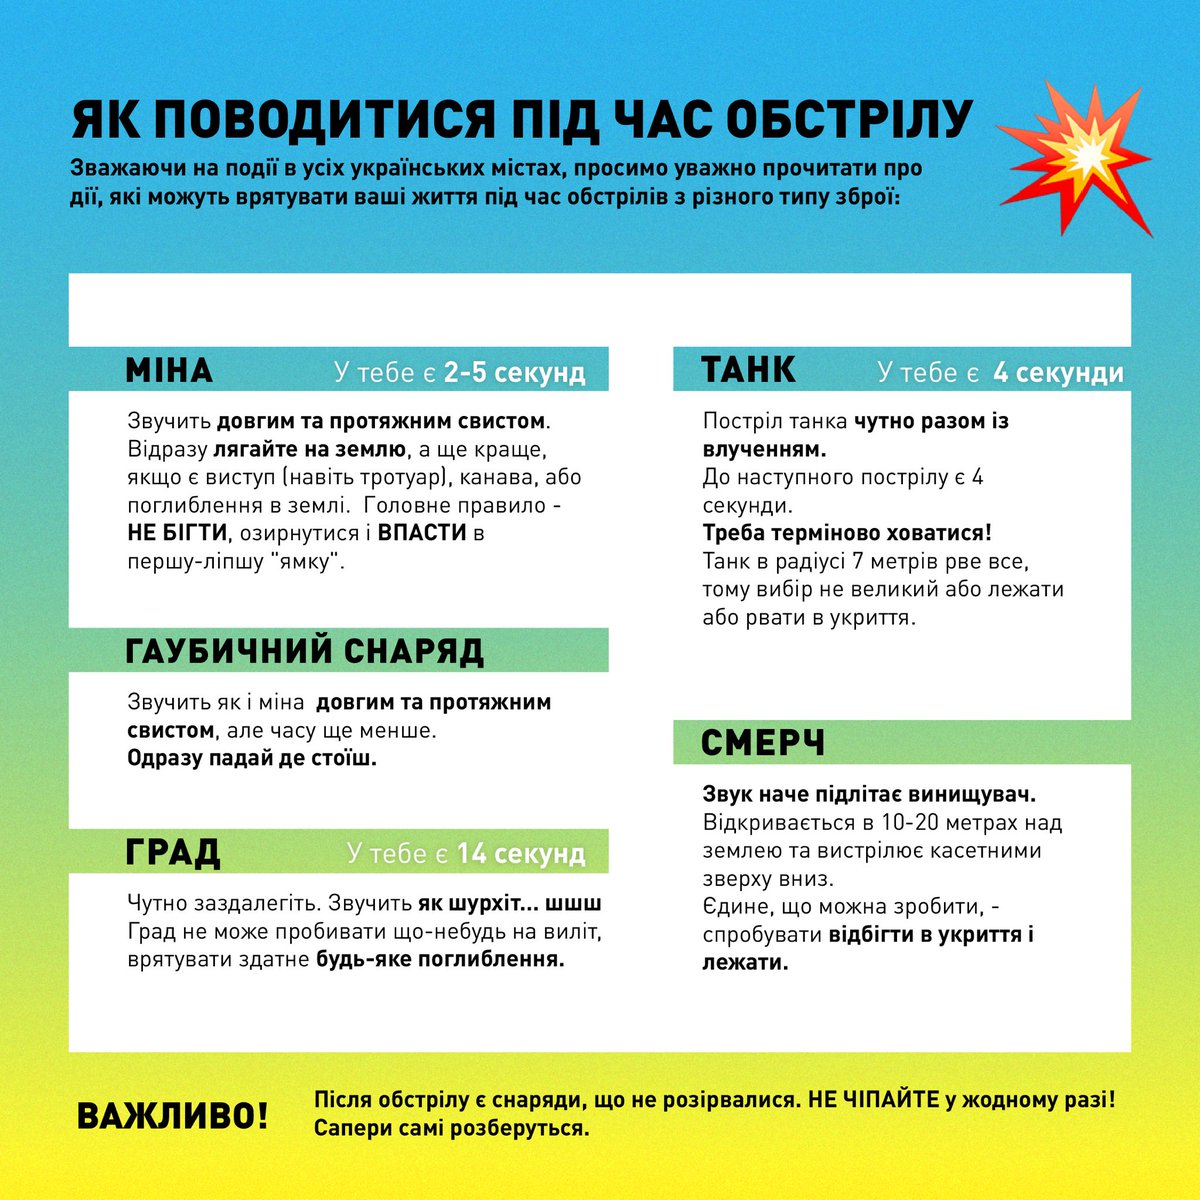 ЯК ПОВОДИТИСЯ ПІД ЧАС ОБСТРІЛУ
Зважаючи на події в усіх українських містах, просимо уважно прочитати про
дії, які можуть врятувати ваші життя під час обстрілів з різного типу зброї:
МІНА У тебе є 2-5 секунд
Звучить довгим та протяжним свистом.
Відразу лягайте на землю, а ще краще,
якщо є виступ (навіть тротуар), канава, або
поглиблення в землі. Головне правило -
НЕ БІГТИ, озирнутися і ВПАСТИ в
першу-ліпшу "ямку".
ГАУБИЧНИЙ СНАРЯД
Звучить як і міна довгим та протяжним
свистом, але часу ще менше.
Одразу падай де стоїш.
ГРАД У тебе є 14 секунд
Чутно заздалегіть. Звучить як шурхіт... шшш
Град не може пробивати що-небудь на виліт,
врятувати здатне будь-яке поглиблення.
ТАНК У тебе є 4 секунди
Постріл танка чутно разом із
влученням.
До наступного пострілу є 4
секунди.
Треба терміново ховатися!
Танк в радіусі 7 метрів рве все,
тому вибір не великий або лежати
або рвати в укриття.
СМЕРЧ
Звук наче підлітає винищувач.
Відкривається в 10-20 метрах над
землею та вистрілює касетними
зверху вниз.
Єдине, що можна зробити, -
спробувати відбігти в укриття і
лежати.
ВАЖЛИВО!
Після обстрілу є снаряди, що не розірвалися. НЕ ЧІПАЙТЕ у жодному разі!
Сапери самі розберуться.